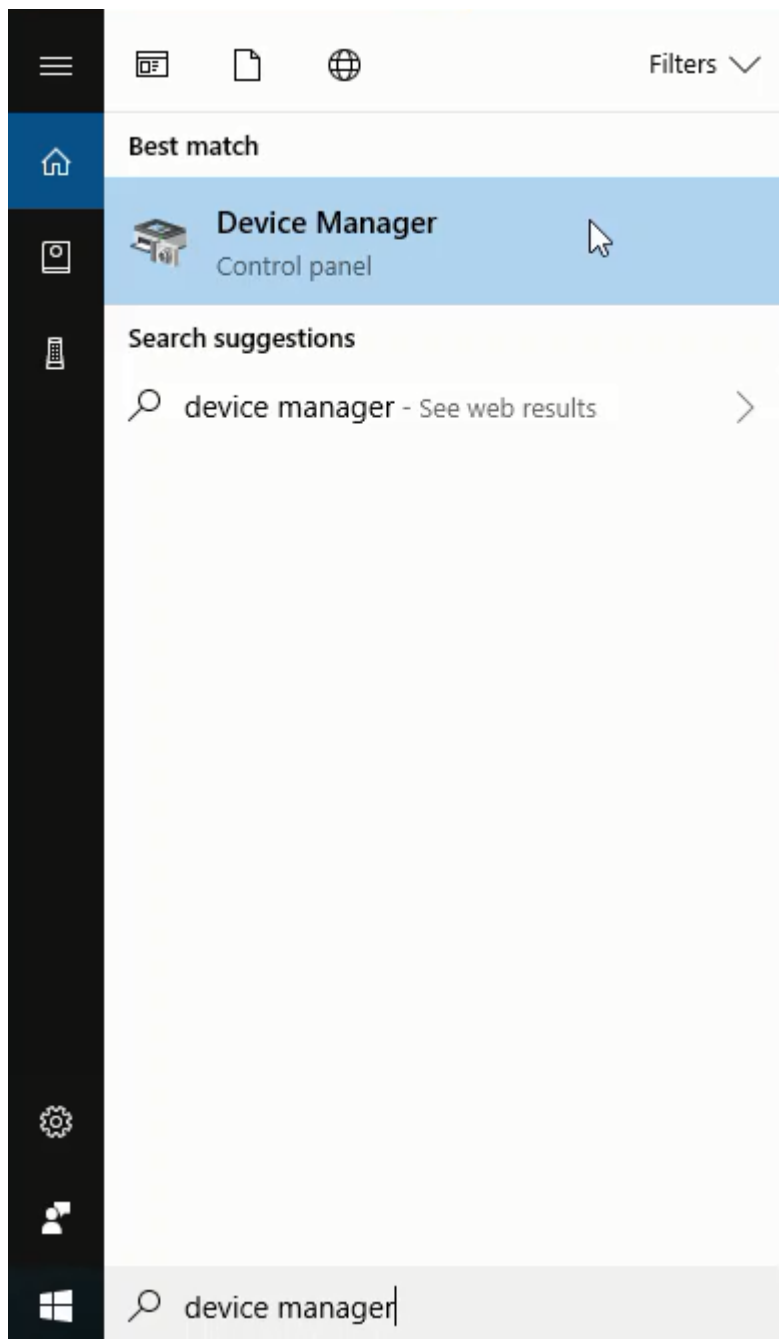 Filters
Best match
Device Manager
Control panel
Search suggestions
device manager - See web results
device manager